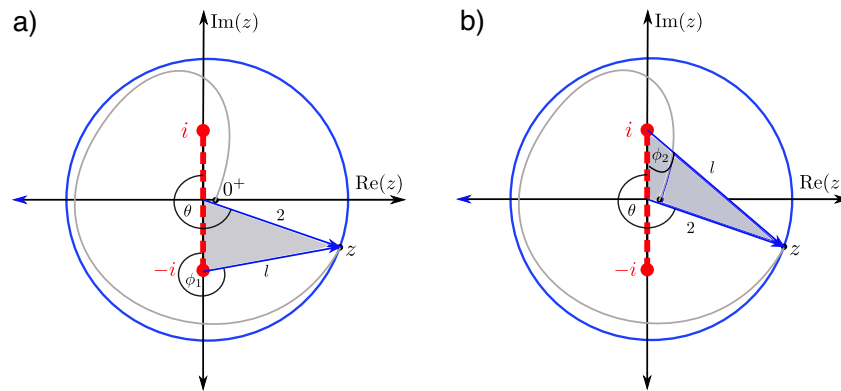 a)
Im(z)
i
0⁺
Re(z)
θ
2
z
−i
l
ϕ₁
b)
Im(z)
i
ϕ₂
l
Re(z
θ
2
z
−i